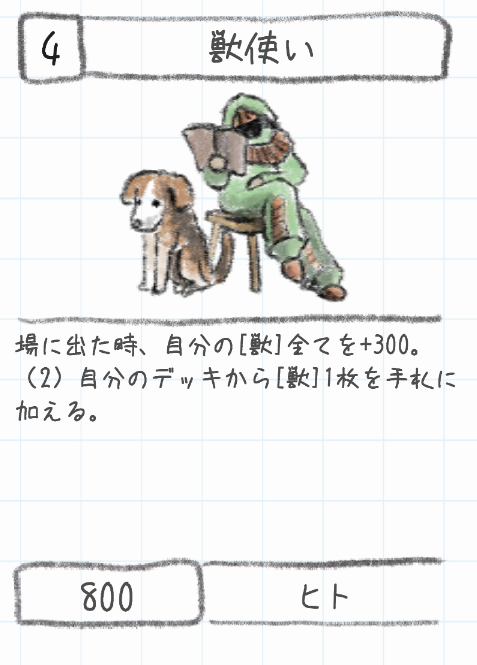 4
獣使い
場に出た時、自分の[獣]全てを+300。
（2）自分のデッキから[獣]1枚を手札に
加える。
800
ヒト